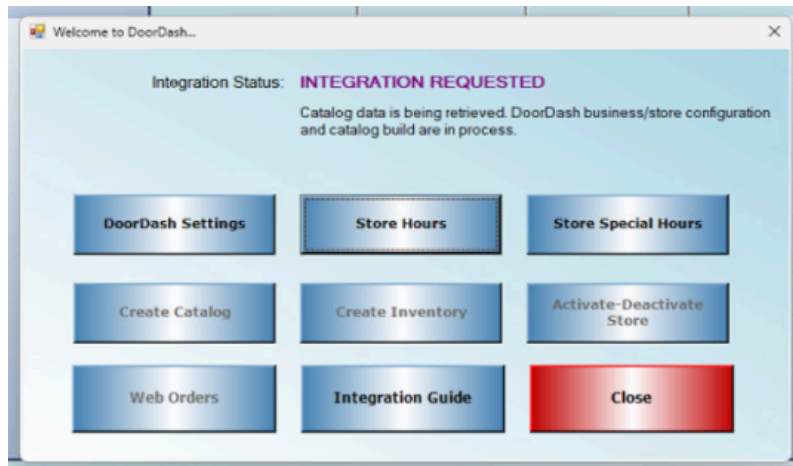 Welcome to DoorDash...
Integration Status: INTEGRATION REQUESTED
Catalog data is being retrieved. DoorDash business/store configuration
and catalog build are in process.
DoorDash Settings
Store Hours
Store Special Hours
Create Catalog
Create Inventory
Activate-Deactivate
Store
Web Orders
Integration Guide
Close